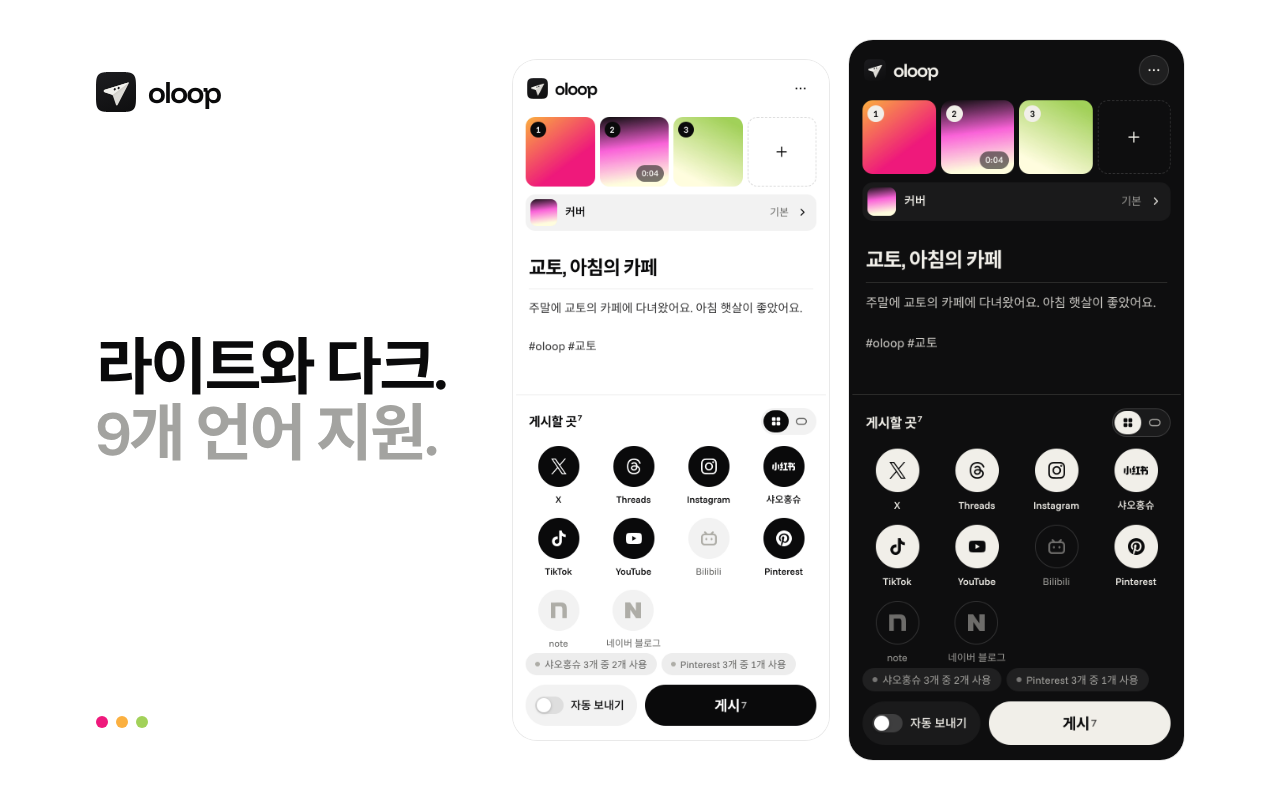 oloop
라이트와 다크.
9개 언어 지원.
oloop
1
2
3
0:04
커버
기본
교토, 아침의 카페
주말에 교토의 카페에 다녀왔어요. 아침 햇살이 좋았어요.
#oloop #교토
게시할 곳 7
X
Threads
Instagram
小红书
샤오홍슈
TikTok
YouTube
Bilibili
Pinterest
note
네이버 블로그
샤오홍슈 3개 중 2개 사용
Pinterest 3개 중 1개 사용
자동 보내기
게시 7
oloop
1
2
3
0:04
커버
기본
교토, 아침의 카페
주말에 교토의 카페에 다녀왔어요. 아침 햇살이 좋았어요.
#oloop #교토
게시할 곳 7
X
Threads
Instagram
小红书
샤오홍슈
TikTok
YouTube
Bilibili
Pinterest
note
네이버 블로그
샤오홍슈 3개 중 2개 사용
Pinterest 3개 중 1개 사용
자동 보내기
게시 7